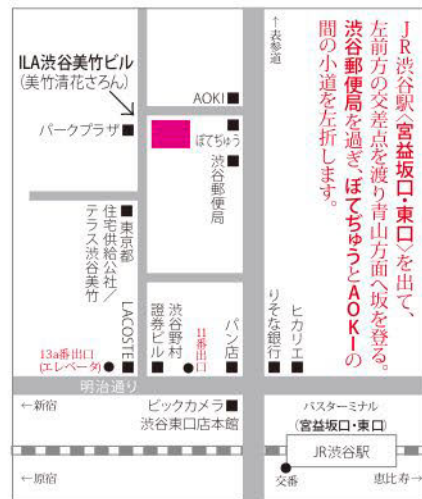 JR渋谷駅〈宮益坂口・東口〉を出て、
左前方の交差点を渡り青山方面へ坂を登る。
渋谷郵便局を過ぎ、ぼてぢゅうとAOKIの
間の小道を左折します。
↑表参道
ILA渋谷美竹ビル
(美竹清花さろん)
パークプラザ
AOKI
ぼてぢゅう
渋谷郵便局
東京都
住宅供給公社/
テラス渋谷美竹
LACOSTE
渋谷野村
證券ビル
11番出口
パン店
りそな銀行
ヒカリエ
13a番出口
(エレベータ)
明治通り
←新宿
ビックカメラ
渋谷東口店本館
バスターミナル
(宮益坂口・東口)
JR渋谷駅
←原宿
交番
恵比寿→